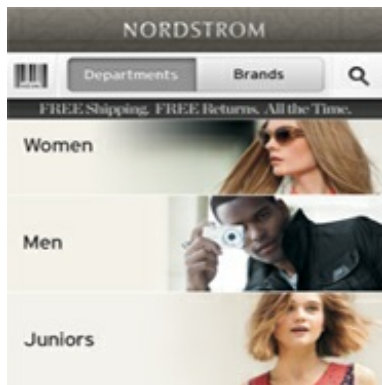 NORDSTROM
Departments Brands
FREE Shipping. FREE Returns. All the Time.
Women
Men
Juniors